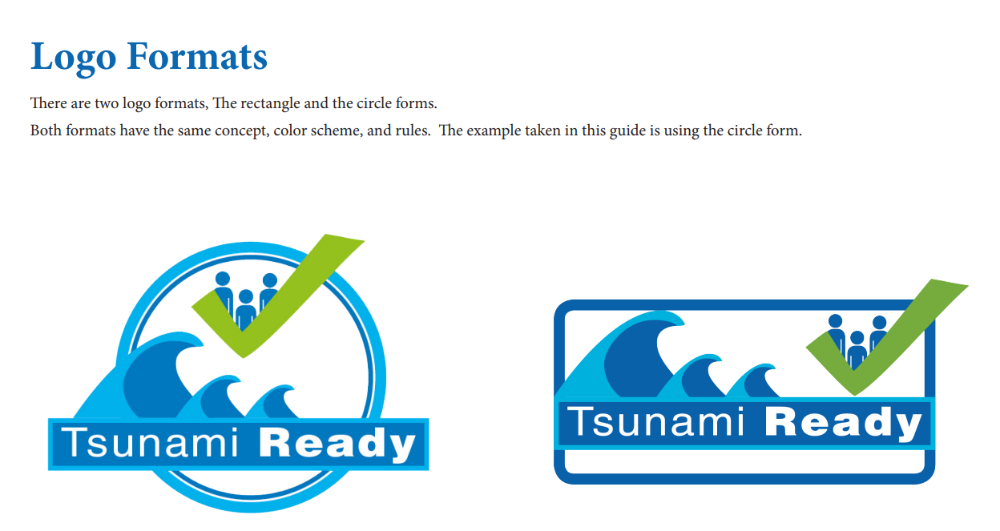 Logo Formats
There are two logo formats, The rectangle and the circle forms.
Both formats have the same concept, color scheme, and rules.  The example taken in this guide is using the circle form.
Tsunami Ready
Tsunami Ready